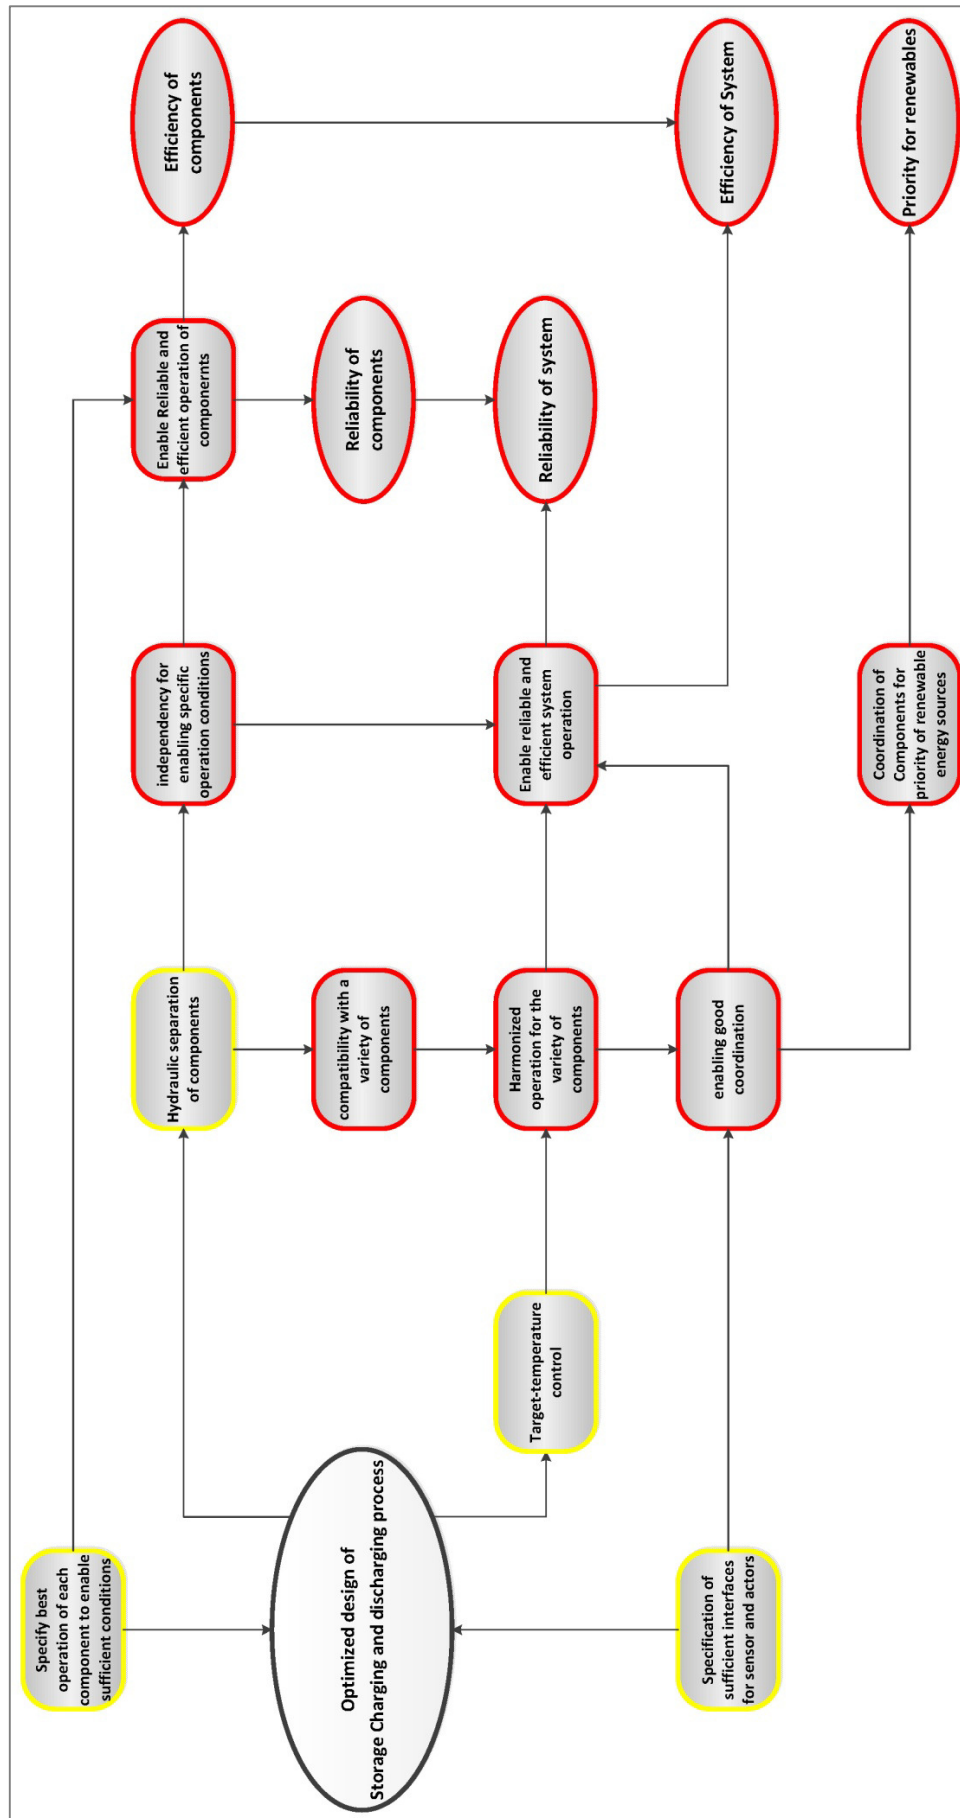 Specify best
operation of each
component to enable
sufficient conditions
Optimized design of
Storage Charging and discharging process
Specification of
sufficient interfaces
for sensor and actors
Target-temperature
control
Hydraulic separation
of components
compatibility with a
variety of
components
Harmonized
operation for the
variety of
components
enabling good
coordination
independency for
enabling specific
operation conditions
Enable reliable and
efficient system
operation
Coordination of
Components for
priority of renewable
energy sources
Enable Reliable and
efficient operation of
componernts
Reliability of
components
Reliability of system
Efficiency of
components
Efficiency of System
Priority for renewables